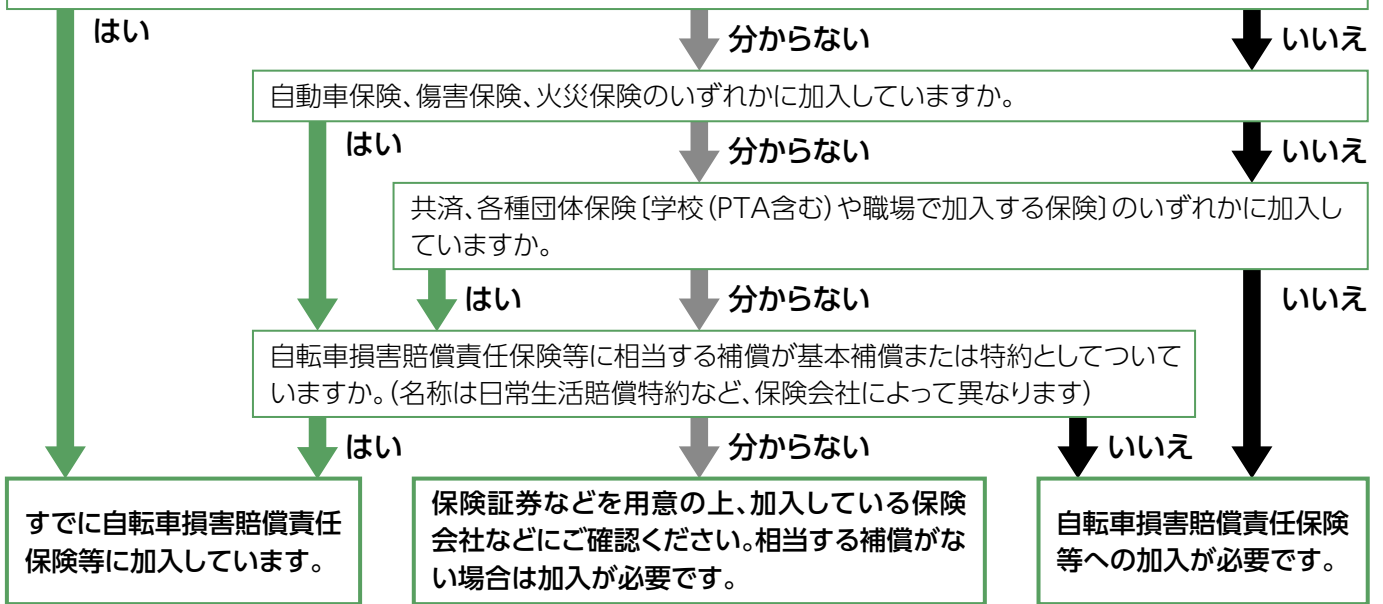 はい
分からない
いいえ
自動車保険、傷害保険、火災保険のいずれかに加入していますか。
はい
分からない
いいえ
共済、各種団体保険〔学校(PTA含む)や職場で加入する保険〕のいずれかに加入し
ていますか。
はい
分からない
いいえ
自転車損害賠償責任保険等に相当する補償が基本補償または特約としてついて
いますか。(名称は日常生活賠償特約など、保険会社によって異なります)
はい
分からない
いいえ
すでに自転車損害賠償責任
保険等に加入しています。
保険証券などを用意の上、加入している保険
会社などにご確認ください。相当する補償がな
い場合は加入が必要です。
自転車損害賠償責任保険
等への加入が必要です。